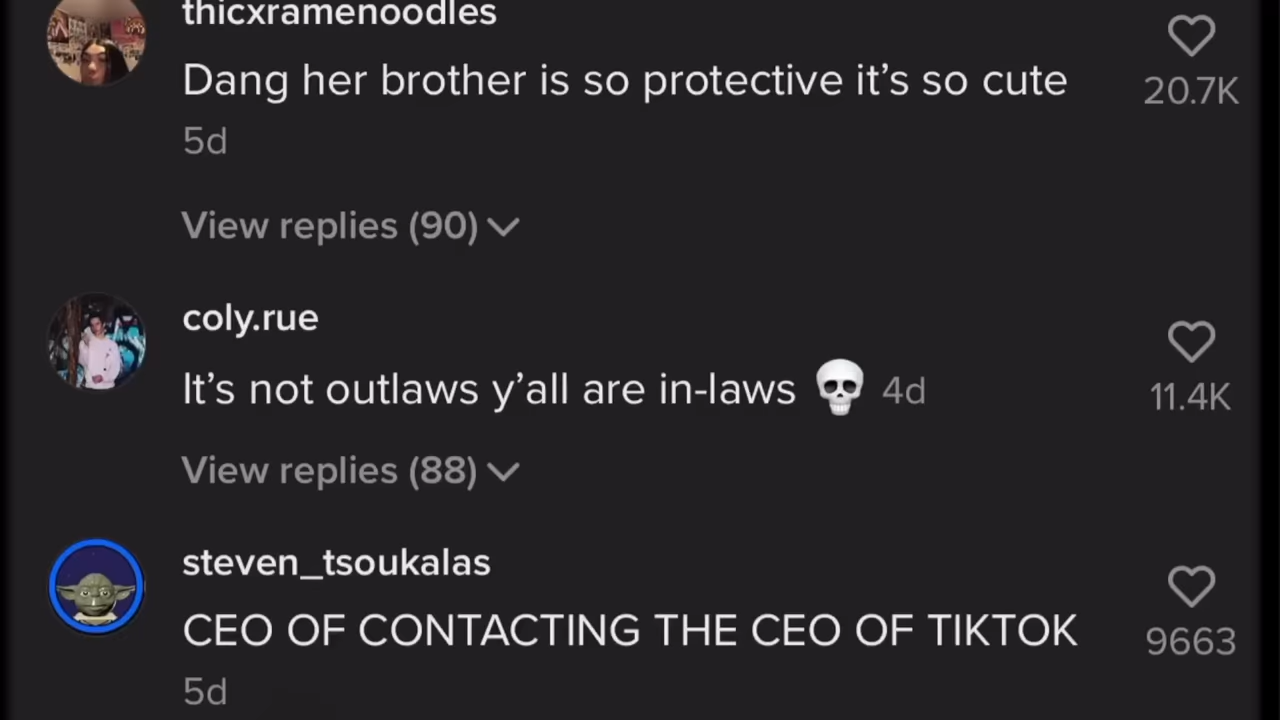 thicxramenoodles
Dang her brother is so protective it’s so cute
20.7K
5d
View replies (90)
coly.rue
It’s not outlaws y’all are in-laws 💀 4d
11.4K
View replies (88)
steven_tsoukalas
CEO OF CONTACTING THE CEO OF TIKTOK
9663
5d